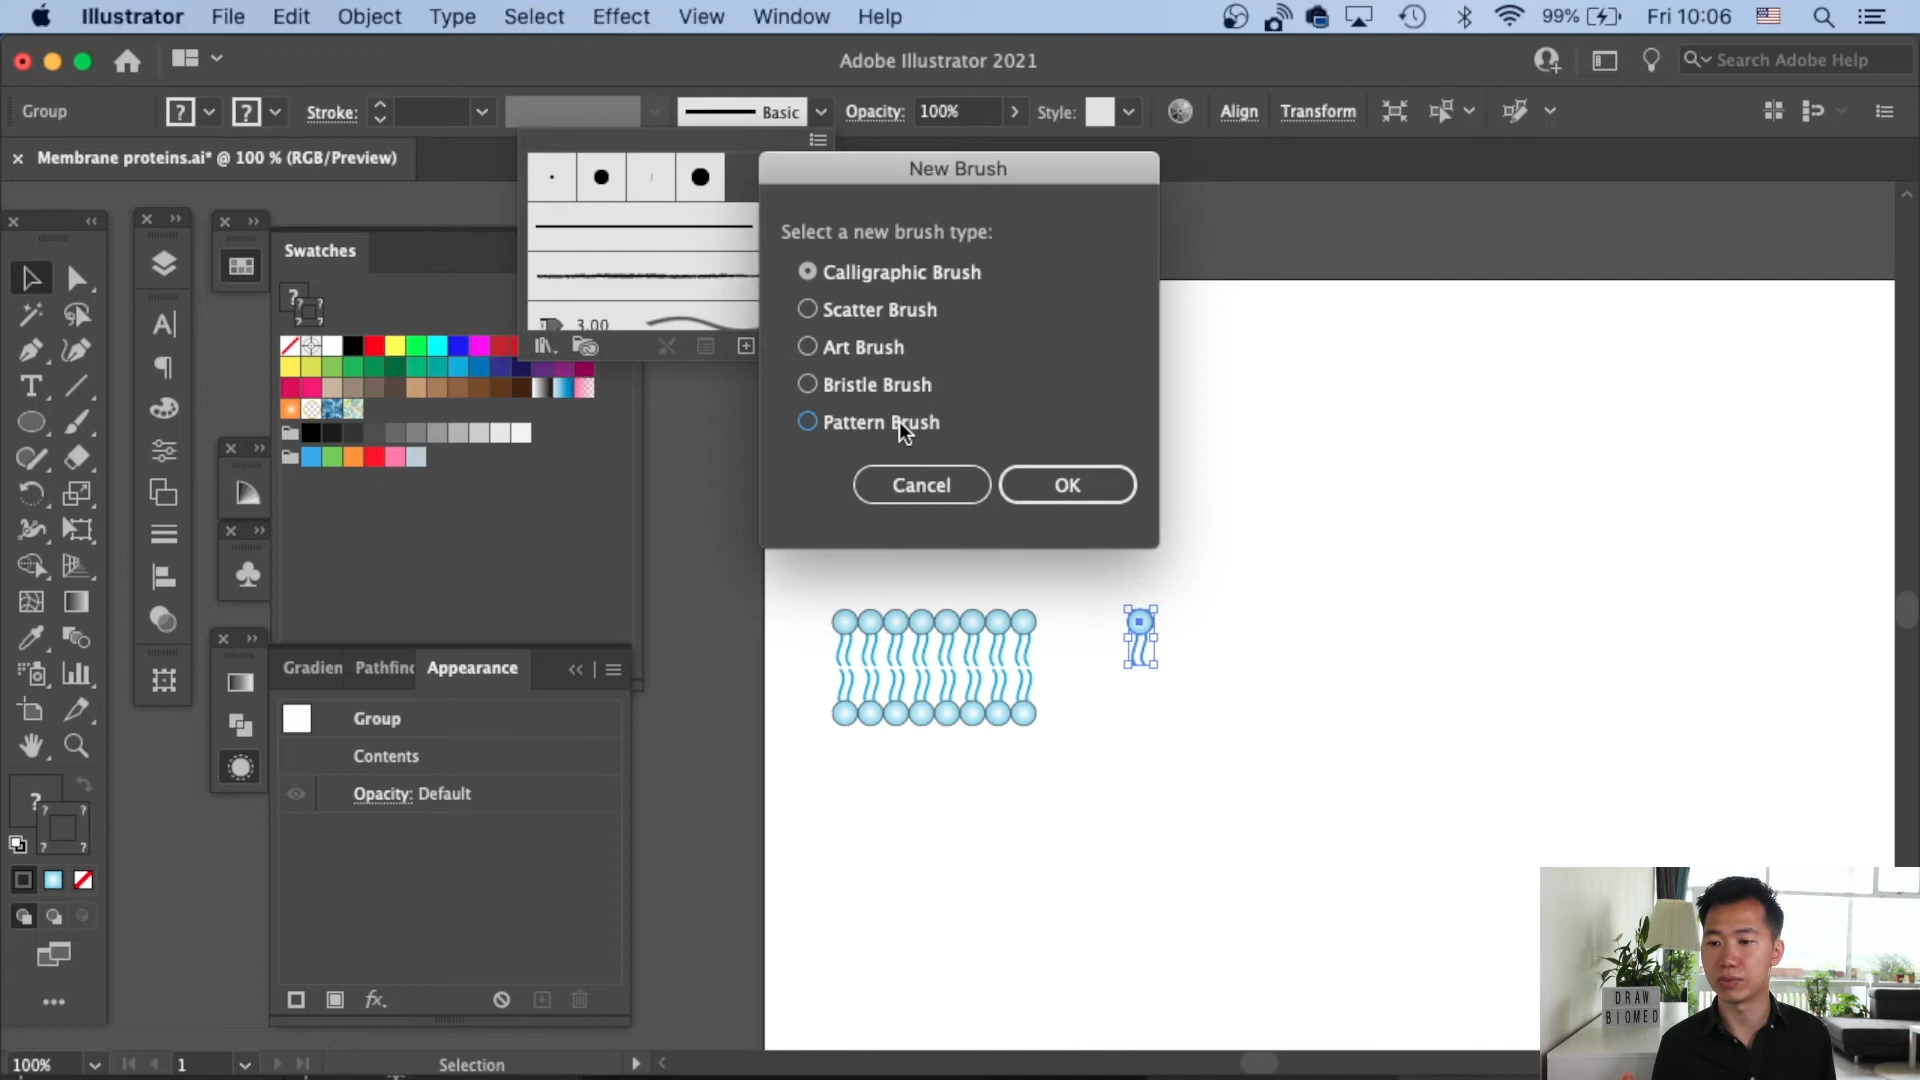 Illustrator File Edit Object Type Select Effect View Window Help
99% Fri 10:06
Adobe Illustrator 2021
Search Adobe Help
Group
? ? Stroke: Basic Opacity: 100% Style: Align Transform
Membrane proteins.ai* @ 100 % (RGB/Preview)
New Brush
Select a new brush type:
Calligraphic Brush
Scatter Brush
Art Brush
Bristle Brush
Pattern Brush
Cancel OK
3.00
Swatches
Gradien Pathfind Appearance
Group
Contents
Opacity: Default
fx.
DRAW
BIOMED
100% 1 Selection